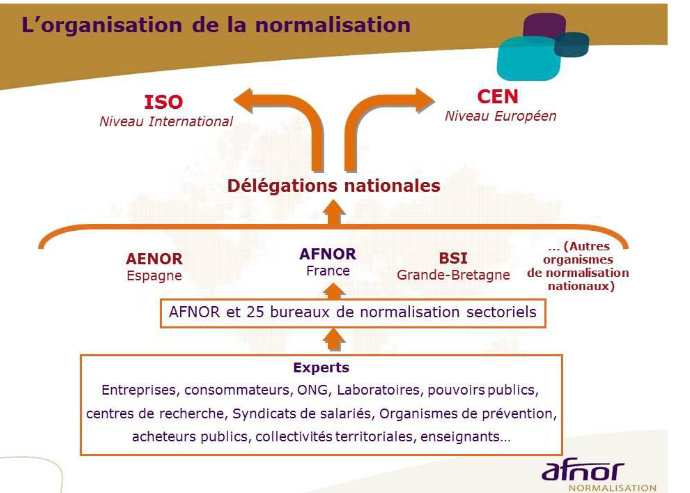 L'organisation de la normalisation
ISO
Niveau International
CEN
Niveau Européen
Délégations nationales
AENOR
Espagne
AFNOR
France
BSI
Grande-Bretagne
... (Autres
organismes
de normalisation
nationaux)
AFNOR et 25 bureaux de normalisation sectoriels
Experts
Entreprises, consommateurs, ONG, Laboratoires, pouvoirs publics,
centres de recherche, Syndicats de salariés, Organismes de prévention,
acheteurs publics, collectivités territoriales, enseignants...
afnor
NORMALISATION